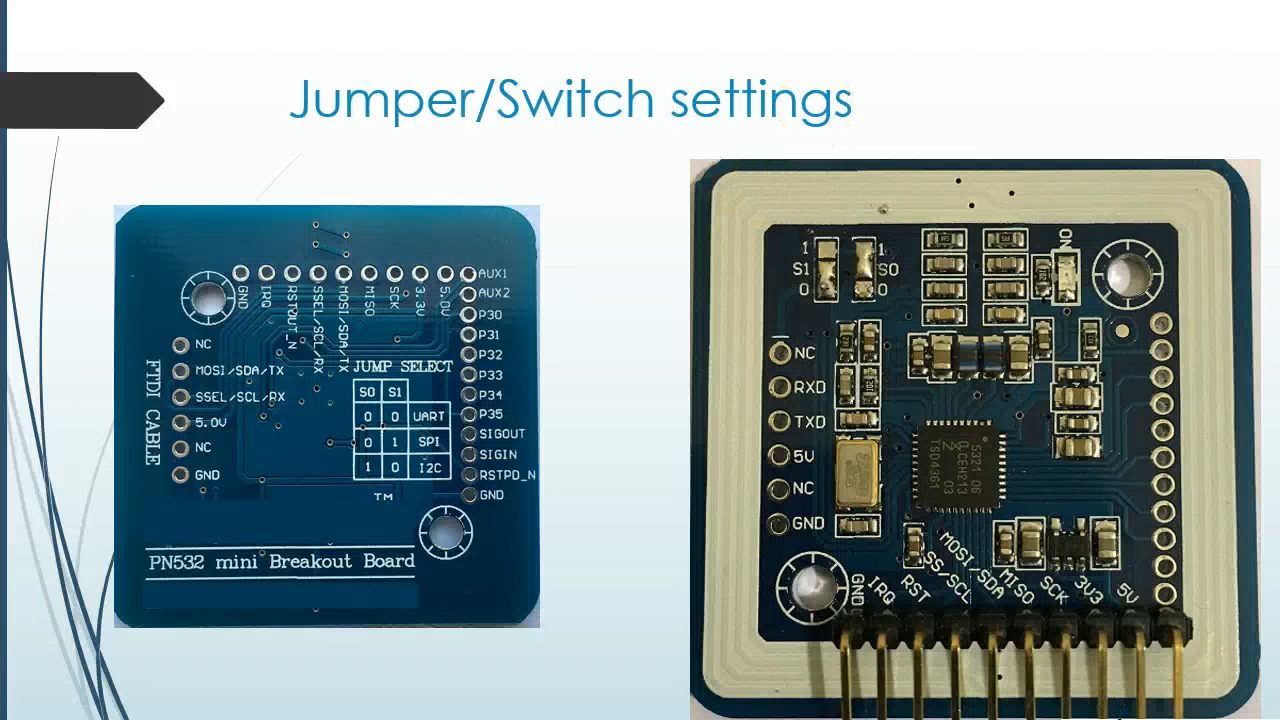 Jumper/Switch settings
AUX1
AUX2
P30
P31
P32
P33
P34
P35
SIGOUT
SIGIN
RSTPD_N
GND
GND
IRQ
RSTOUT_N
SSEL/SCL/RX
MOSI/SDA/TX
MISO
SCK
3.3V
5.0V
FTDI CABLE
NC
MOSI/SDA/TX
SSEL/SCL/RX
5.0V
NC
GND
JUMP SELECT
S0 S1
0 0 UART
0 1 SPI
1 0 I2C
TM
PN532 mini Breakout Board
1
S1
0
1
S0
0
ON
NC
RXD
TXD
5V
NC
GND
5321 06
Z 03
TSD4361
GND
IRQ
RST
SS/SCL
MOSI/SDA
MISO
SCK
3V3
5V